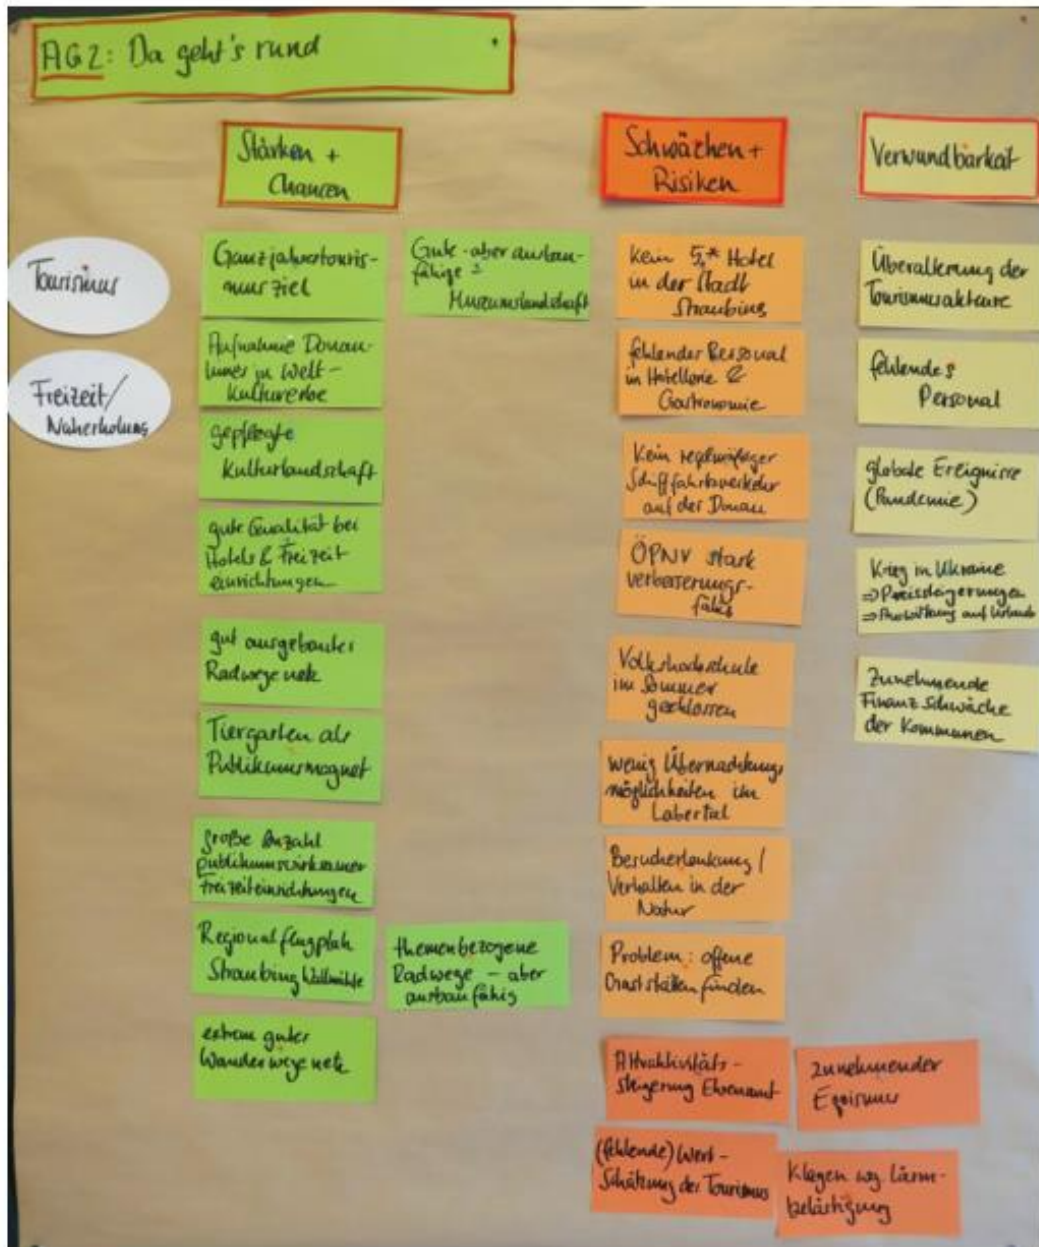 AG2: Da geht's rund
Stärken +
Chancen
Schwächen +
Risiken
Verwundbarkeit
Tourismus
Freizeit/
Naherholung
Ganzjahrestouris-
musziel
Gute - aber ausbau-
fähige
Museumslandschaft
Aufnahme Donau-
limes in Welt-
kulturerbe
gepflegte
Kulturlandschaft
gute Qualität bei
Hotels & Freizeit
einrichtungen
gut ausgebautes
Radwegenetz
Tiergarten als
Publikumsmagnet
große Anzahl
publikumswirksamer
Freizeiteinrichtungen
Regionalflugplatz
Straubing Wallmühle
themenbezogene
Radwege - aber
ausbaufähig
extrem guter
Wanderwegenetz
kein 5* Hotel
in der Stadt
Straubing
fehlender Personal
in Hotellerie &
Gastronomie
Kein regelmäßiger
Schifffahrtsverkehr
auf der Donau
ÖPNV stark
verbesserungs-
fähig
Volkshochschule
im Sommer
geschlossen
wenig Übernachtungs
möglichkeiten im
Labertal
Besucherlenkung /
Verhalten in der
Natur
Problem: offene
Gaststätten finden
Attraktivitäts-
steigerung Ehrenamt
zunehmender
Egoismus
(fehlende) Wert-
schätzung des Tourismus
Klagen wg. Lärm-
belästigung
Überalterung der
Tourismusakteure
fehlendes
Personal
globale Ereignisse
(Pandemie)
Krieg in Ukraine
⇒ Preissteigerungen
⇒ auf Urlaub
Zunehmende
Finanzschwäche
der Kommunen